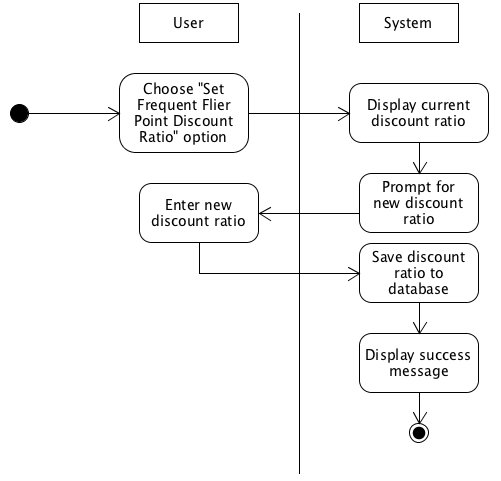 User
System
Choose "Set
Frequent Flier
Point Discount
Ratio" option
Display current
discount ratio
Prompt for
new discount
ratio
Enter new
discount ratio
Save discount
ratio to
database
Display success
message